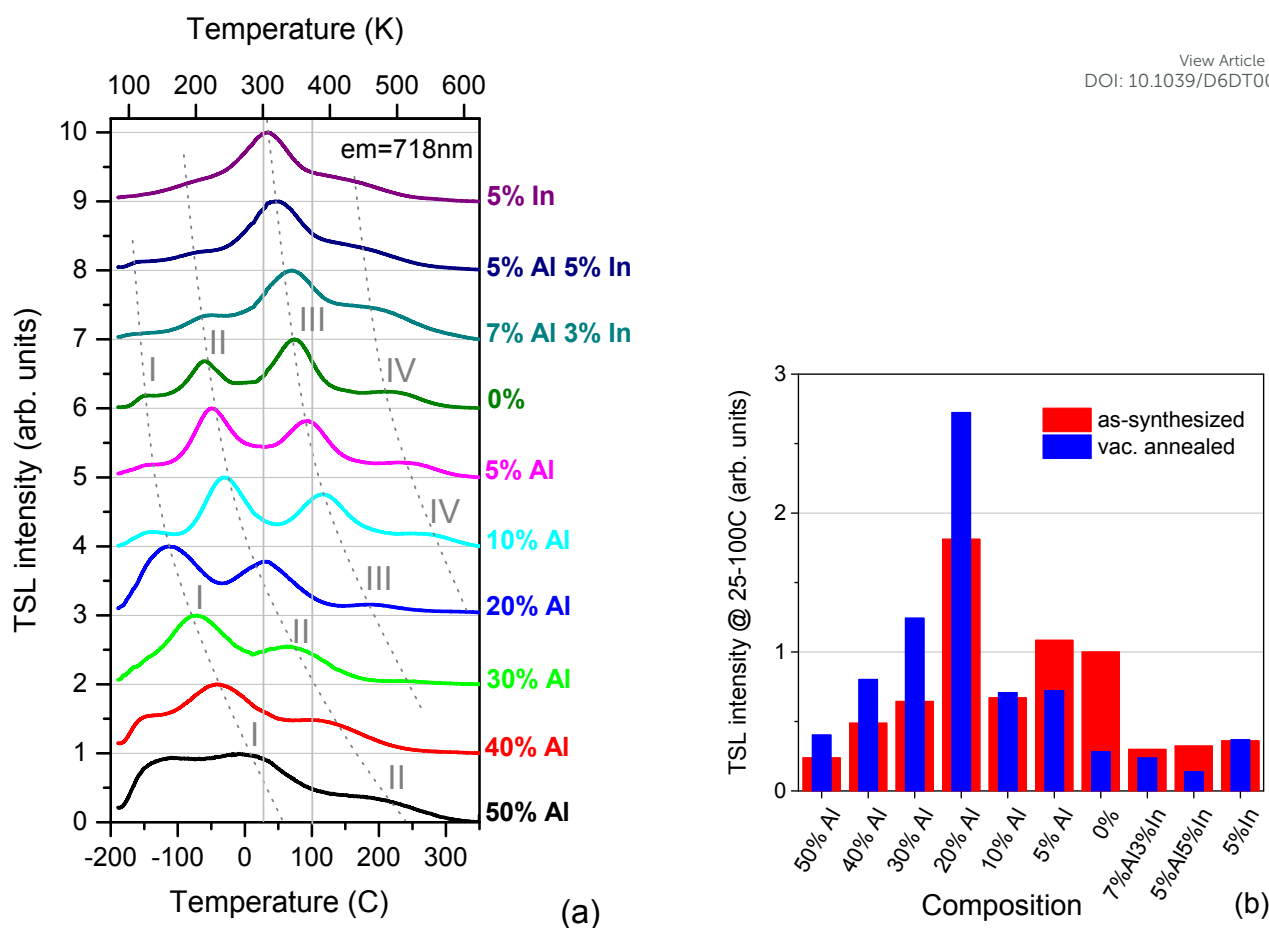 Temperature (K)
100 200 300 400 500 600
View Article
DOI: 10.1039/D6DT00
em=718nm
10
9
8
7
6
5
4
3
2
1
0
TSL intensity (arb. units)
5% In
5% Al 5% In
7% Al 3% In
0%
5% Al
10% Al
20% Al
30% Al
40% Al
50% Al
I
II
III
IV
IV
III
I
II
I
II
-200 -100 0 100 200 300
Temperature (C)
(a)
3
2
1
0
TSL intensity @ 25-100C (arb. units)
as-synthesized
vac. annealed
50% Al
40% Al
30% Al
20% Al
10% Al
5% Al
0%
7%Al3%In
5%Al5%In
5%In
Composition
(b)